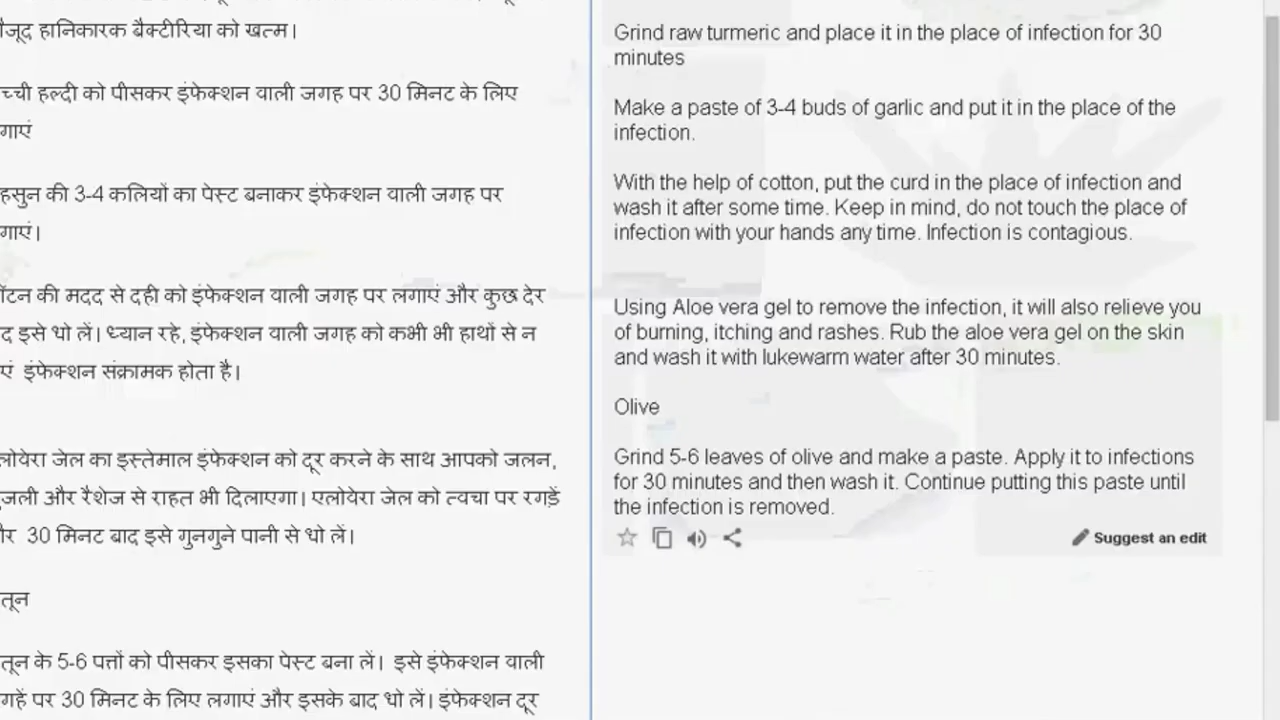 मौजूद हानिकारक बैक्टीरिया को खत्म।
हल्दी को पीसकर इंफेक्शन वाली जगह पर 30 मिनट के लिए
की 3-4 कलियों का पेस्ट बनाकर इंफेक्शन वाली जगह पर
की मदद से दही को इंफेक्शन वाली जगह पर लगाएं और कुछ देर
इसे धो लें। ध्यान रहे, इंफेक्शन वाली जगह को कभी भी हाथों से न
इंफेक्शन संक्रामक होता है।
जेल का इस्तेमाल इंफेक्शन को दूर करने के साथ आपको जलन,
और रैशेज से राहत भी दिलाएगा। एलोयेरा जेल को त्वचा पर रगड़ें
30 मिनट बाद इसे गुनगुने पानी से धो लें।
के 5-6 पत्तों को पीसकर इसका पेस्ट बना लें। इसे इंफेक्शन वाली
पर 30 मिनट के लिए लगाएं और इसके बाद धो लें। इंफेक्शन दूर
Grind raw turmeric and place it in the place of infection for 30
minutes
Make a paste of 3-4 buds of garlic and put it in the place of the
infection.
With the help of cotton, put the curd in the place of infection and
wash it after some time. Keep in mind, do not touch the place of
infection with your hands any time. Infection is contagious.
Using Aloe vera gel to remove the infection, it will also relieve you
of burning, itching and rashes. Rub the aloe vera gel on the skin
and wash it with lukewarm water after 30 minutes.
Olive
Grind 5-6 leaves of olive and make a paste. Apply it to infections
for 30 minutes and then wash it. Continue putting this paste until
the infection is removed.
Suggest an edit